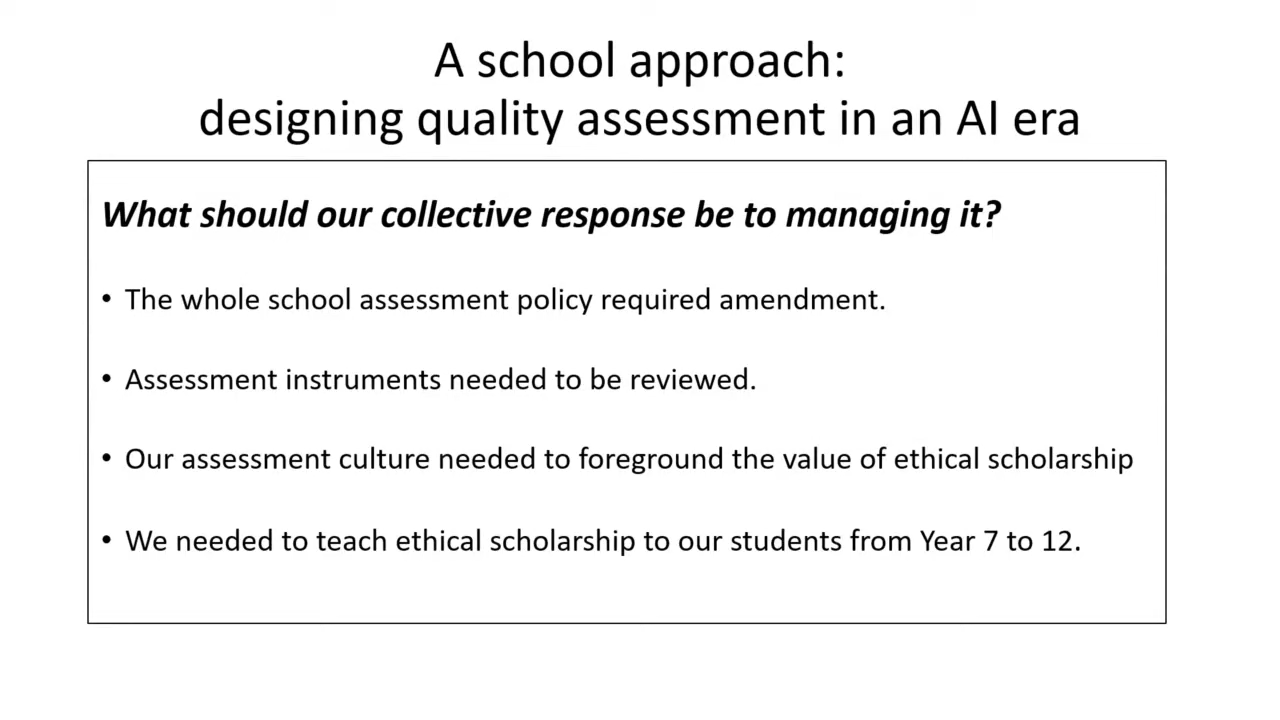 A school approach:
designing quality assessment in an AI era
What should our collective response be to managing it?
• The whole school assessment policy required amendment.
• Assessment instruments needed to be reviewed.
• Our assessment culture needed to foreground the value of ethical scholarship
• We needed to teach ethical scholarship to our students from Year 7 to 12.